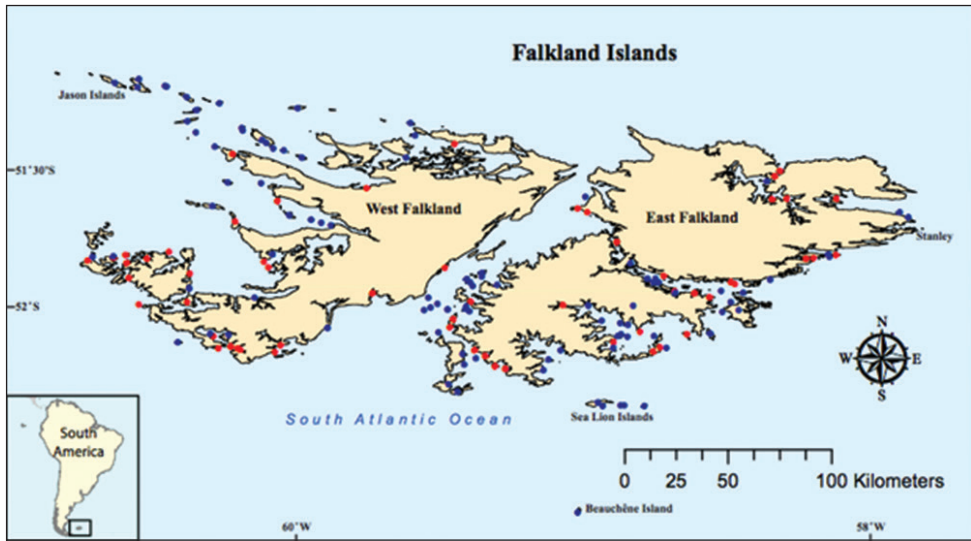 Falkland Islands
Jason Islands
51°30'S
West Falkland
East Falkland
Stanley
52°S
N
W E
S
South Atlantic Ocean
Sea Lion Islands
South
America
0 25 50 100 Kilometers
Beauchêne Island
60°W
58°W